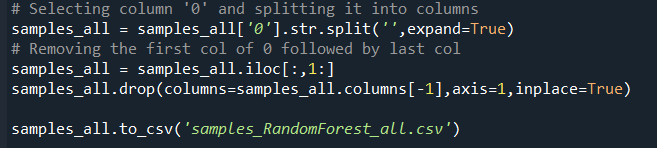 # Selecting column '0' and splitting it into columns
samples_all = samples_all['0'].str.split('',expand=True)
# Removing the first col of 0 followed by last col
samples_all = samples_all.iloc[:,1:]
samples_all.drop(columns=samples_all.columns[-1],axis=1,inplace=True)
samples_all.to_csv('samples_RandomForest_all.csv')